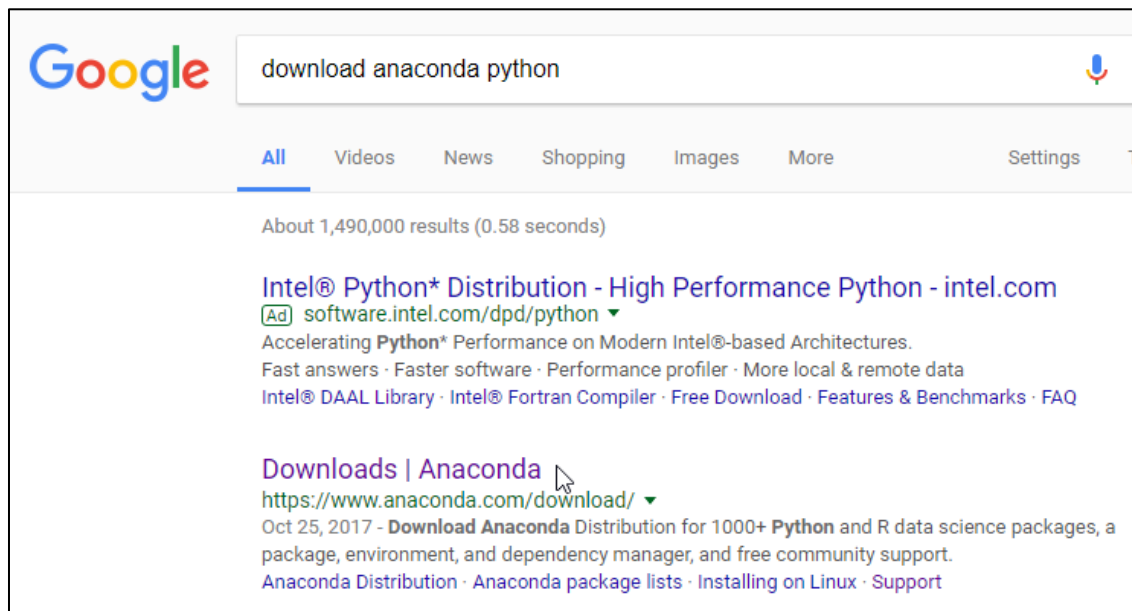 Google
download anaconda python
All Videos News Shopping Images More Settings
About 1,490,000 results (0.58 seconds)
Intel® Python* Distribution - High Performance Python - intel.com
Ad software.intel.com/dpd/python
Accelerating Python* Performance on Modern Intel®-based Architectures.
Fast answers · Faster software · Performance profiler · More local & remote data
Intel® DAAL Library · Intel® Fortran Compiler · Free Download · Features & Benchmarks · FAQ
Downloads | Anaconda
https://www.anaconda.com/download/
Oct 25, 2017 - Download Anaconda Distribution for 1000+ Python and R data science packages, a
package, environment, and dependency manager, and free community support.
Anaconda Distribution · Anaconda package lists · Installing on Linux · Support